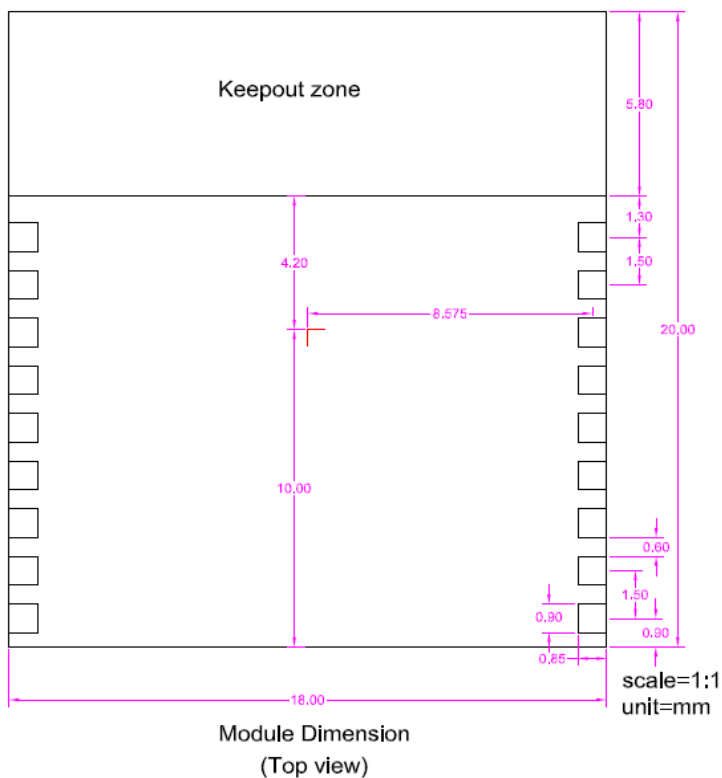 Keepout zone
5.80
1.30
4.20
1.50
8.575
20.00
10.00
0.60
1.50
0.90
0.90
0.85
scale=1:1
18.00
unit=mm
Module Dimension
(Top view)